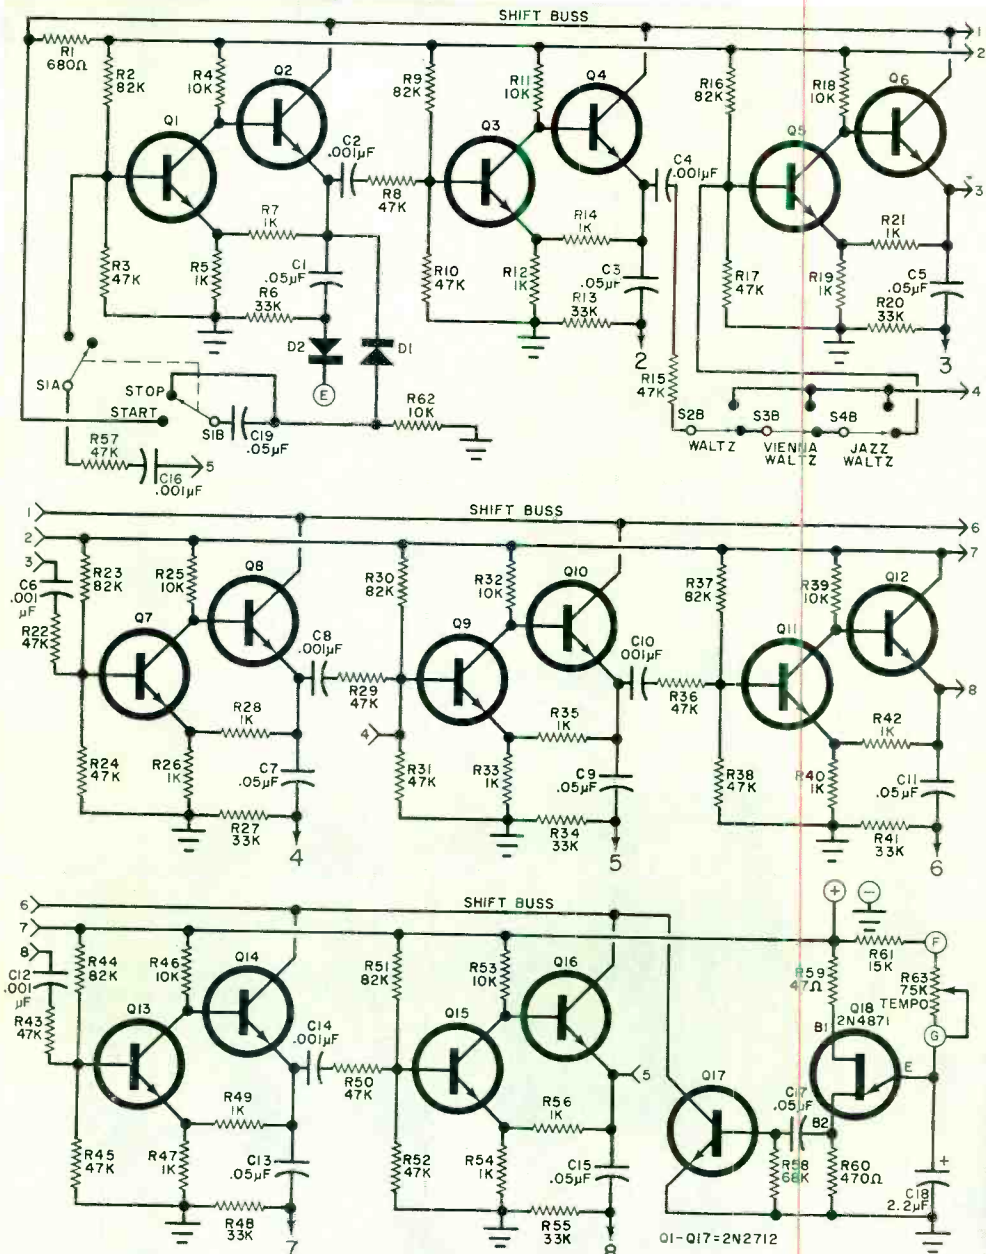 SHIFT BUSS
1
2
R1
680Ω
R2
82K
R4
10K
Q2
Q1
C2
.001µF
R8
47K
R9
82K
R11
10K
Q4
Q3
C4
.001µF
R16
82K
R18
10K
Q6
Q5
3
R3
47K
R5
1K
R7
1K
C1
.05µF
R6
33K
D2
D1
E
R10
47K
R12
1K
R14
1K
C3
.05µF
R13
33K
2
R17
47K
R19
1K
R21
1K
C5
.05µF
R20
33K
3
S1A
STOP
START
S1B
C19
.05µF
R62
10K
R15
47K
S2B
WALTZ
S3B
VIENNA
WALTZ
S4B
JAZZ
WALTZ
4
R57
47K
C16
.001µF
5
1
SHIFT BUSS
6
2
7
3
C6
.001
µF
R22
47K
R23
82K
R25
10K
Q8
Q7
C8
.001µF
R29
47K
R30
82K
R32
10K
Q10
Q9
C10
.001µF
R36
47K
R37
82K
R39
10K
Q12
Q11
8
R24
47K
R26
1K
R28
1K
C7
.05µF
R27
33K
4
4
R31
47K
R33
1K
R35
1K
C9
.05µF
R34
33K
5
R38
47K
R40
1K
R42
1K
C11
.05µF
R41
33K
6
6
SHIFT BUSS
7
8
C12
.001
µF
R43
47K
R44
82K
R46
10K
Q14
Q13
C14
.001µF
R50
47K
R51
82K
R53
10K
Q16
Q15
5
+
−
R61
15K
F
R59
47Ω
R63
75K
TEMPO
G
Q18
2N4871
B1
E
B2
Q17
C17
.05µF
R58
68K
R60
470Ω
+
C18
2.2µF
R45
47K
R47
1K
R49
1K
C13
.05µF
R48
33K
7
R52
47K
R54
1K
R56
1K
C15
.05µF
R55
33K
8
Q1-Q17=2N2712